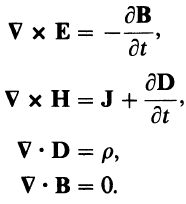 ∇ × E = −∂B/∂t,
∇ × H = J + ∂D/∂t,
∇ · D = ρ,
∇ · B = 0.